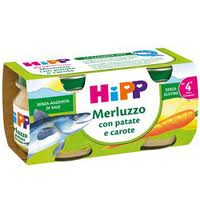 SENZA AGGIUNTA
DI SALE
HiPP
SENZA
GLUTINE
4
Merluzzo
con patate
e carote